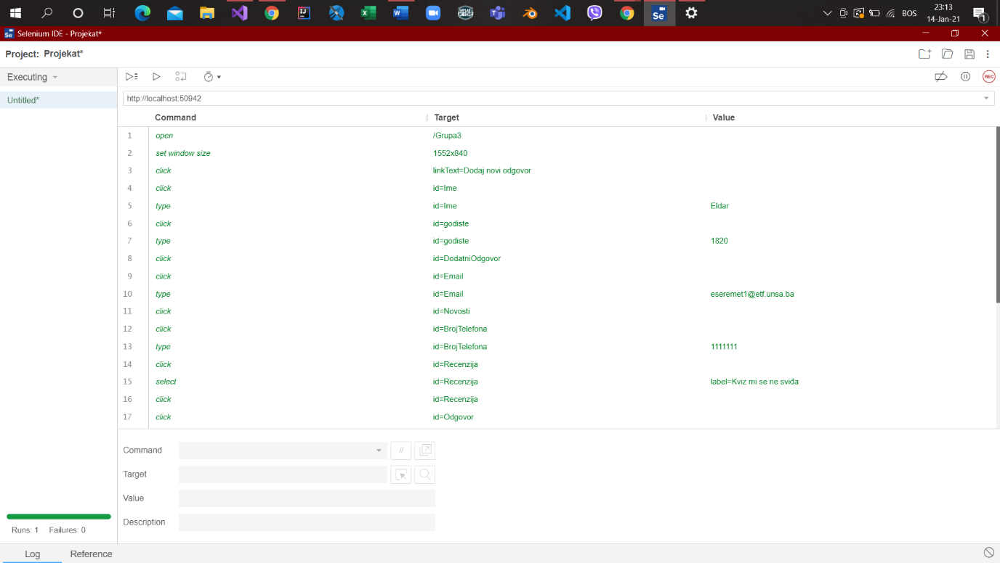 BOS
23:13
14-Jan-21
1
Se Selenium IDE - Projekat*
Project: Projekat*
Executing
REC
Untitled*
http://localhost:50942
Command Target Value
1 open /Grupa3
2 set window size 1552x840
3 click linkText=Dodaj novi odgovor
4 click id=Ime
5 type id=Ime Eldar
6 click id=godiste
7 type id=godiste 1820
8 click id=DodatniOdgovor
9 click id=Email
10 type id=Email eseremet1@etf.unsa.ba
11 click id=Novosti
12 click id=BrojTelefona
13 type id=BrojTelefona 1111111
14 click id=Recenzija
15 select id=Recenzija label=Kviz mi se ne sviđa
16 click id=Recenzija
17 click id=Odgovor
Command //
Target
Value
Description
Runs: 1 Failures: 0
Log Reference